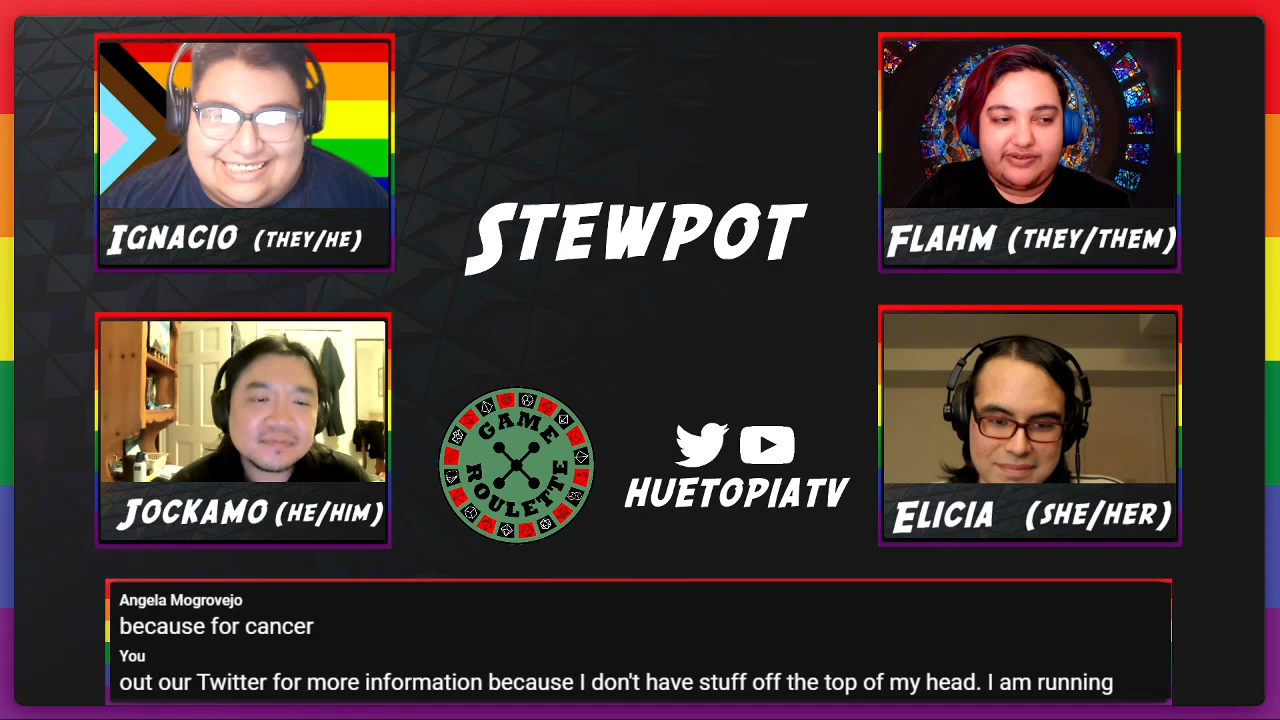 Ignacio (they/he)
Stewpot
Flahm (they/them)
Jockamo (he/him)
GAME
ROULETTE
HUETOPIATV
Elicia (she/her)
Angela Mogrovejo
because for cancer
You
out our Twitter for more information because I don't have stuff off the top of my head. I am running